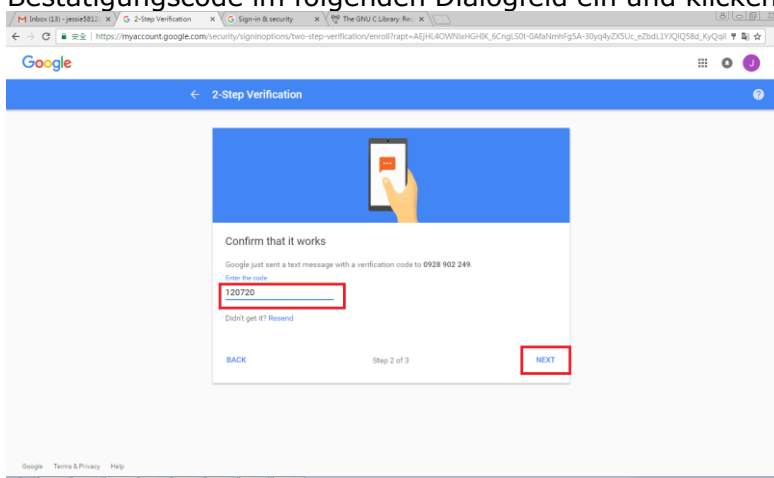 Bestätigungscode im folgenden Dialogfeld ein und klicken
Inbox (13) - jessie5812
2-Step Verification
Sign-in & security
The GNU C Library: Re
安全 | https://myaccount.google.com/security/signinoptions/two-step-verification/enroll?rapt=
Google
J
2-Step Verification
Confirm that it works
Google just sent a text message with a verification code to 0928 902 249.
Enter the code
120720
Didn't get it? Resend
BACK Step 2 of 3 NEXT
Google Terms & Privacy Help